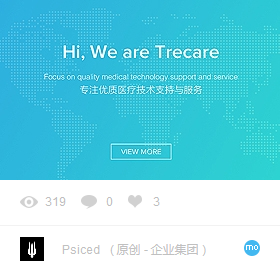 Hi, We are Trecare
Focus on quality medical technology support and service
专注优质医疗技术支持与服务
VIEW MORE
319 0 3
Psiced （原创 - 企业集团 ）
mo